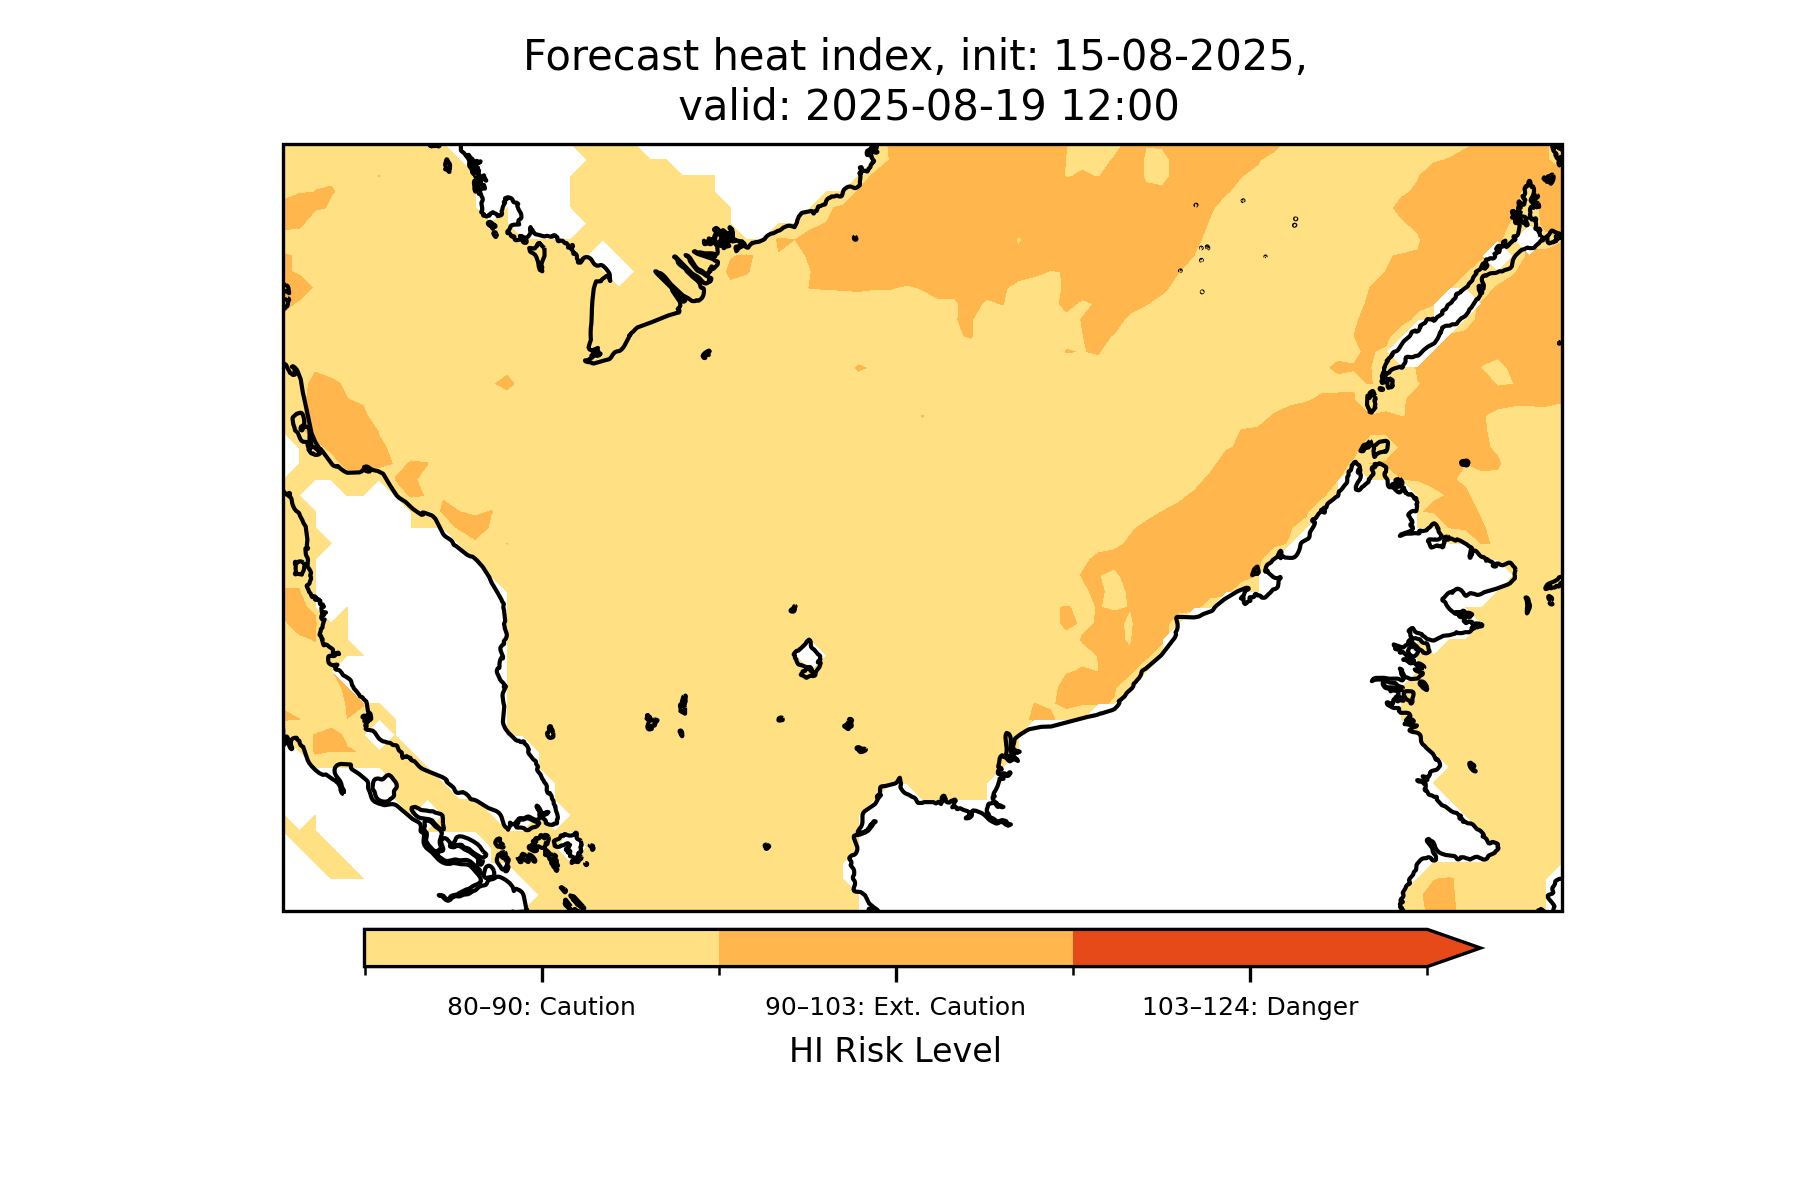 Forecast heat index, init: 15-08-2025,
valid: 2025-08-19 12:00
80–90: Caution
90–103: Ext. Caution
103–124: Danger
HI Risk Level